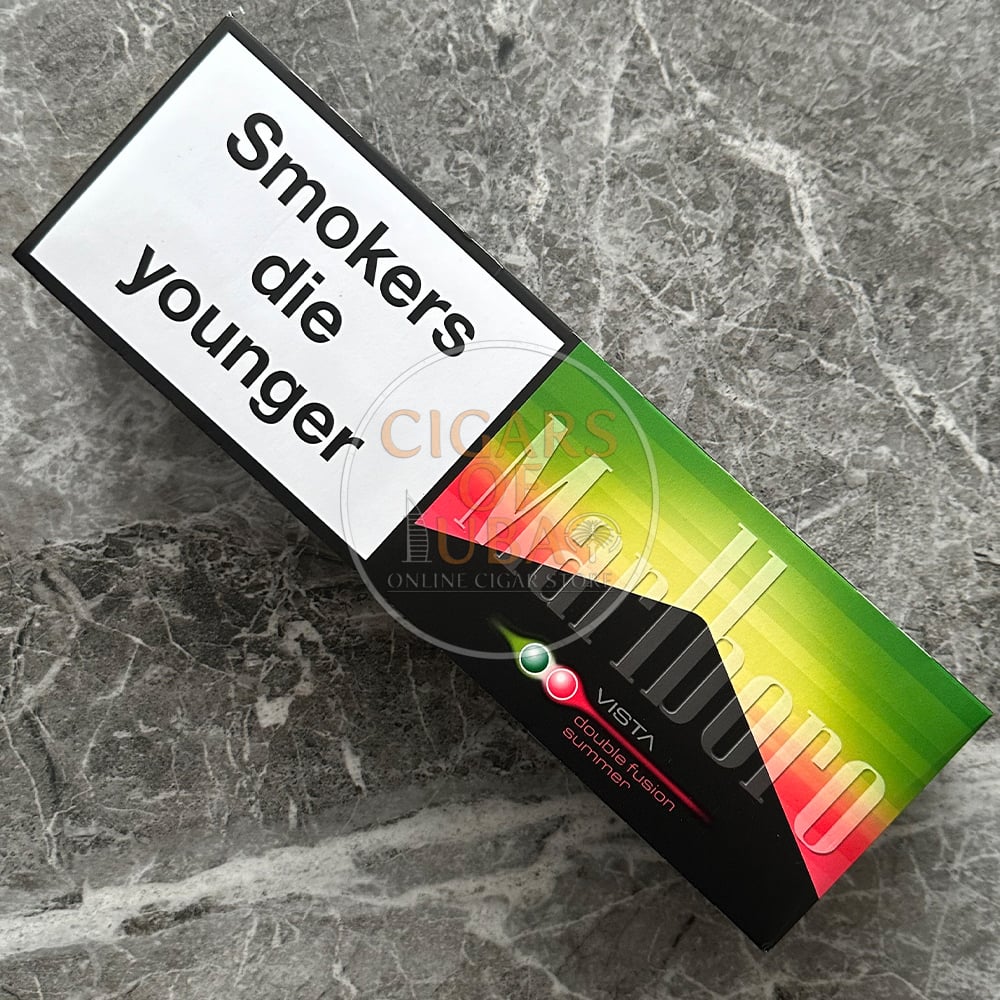 Smokers
die
younger
CIGARS
OF
DUBAI
ONLINE CIGAR STORE
Marlboro
VISTA
double fusion
summer